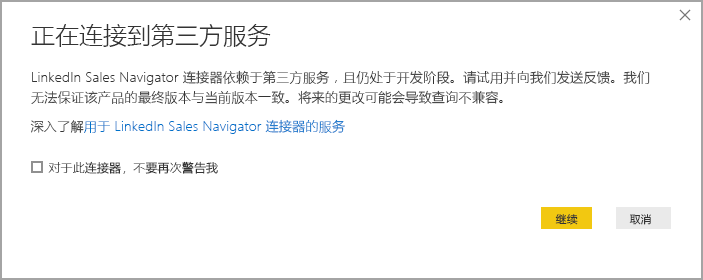 正在连接到第三方服务
LinkedIn Sales Navigator 连接器依赖于第三方服务，且仍处于开发阶段。请试用并向我们发送反馈。我们
无法保证该产品的最终版本与当前版本一致。将来的更改可能会导致查询不兼容。
深入了解用于 LinkedIn Sales Navigator 连接器的服务
对于此连接器，不要再次警告我
继续 取消